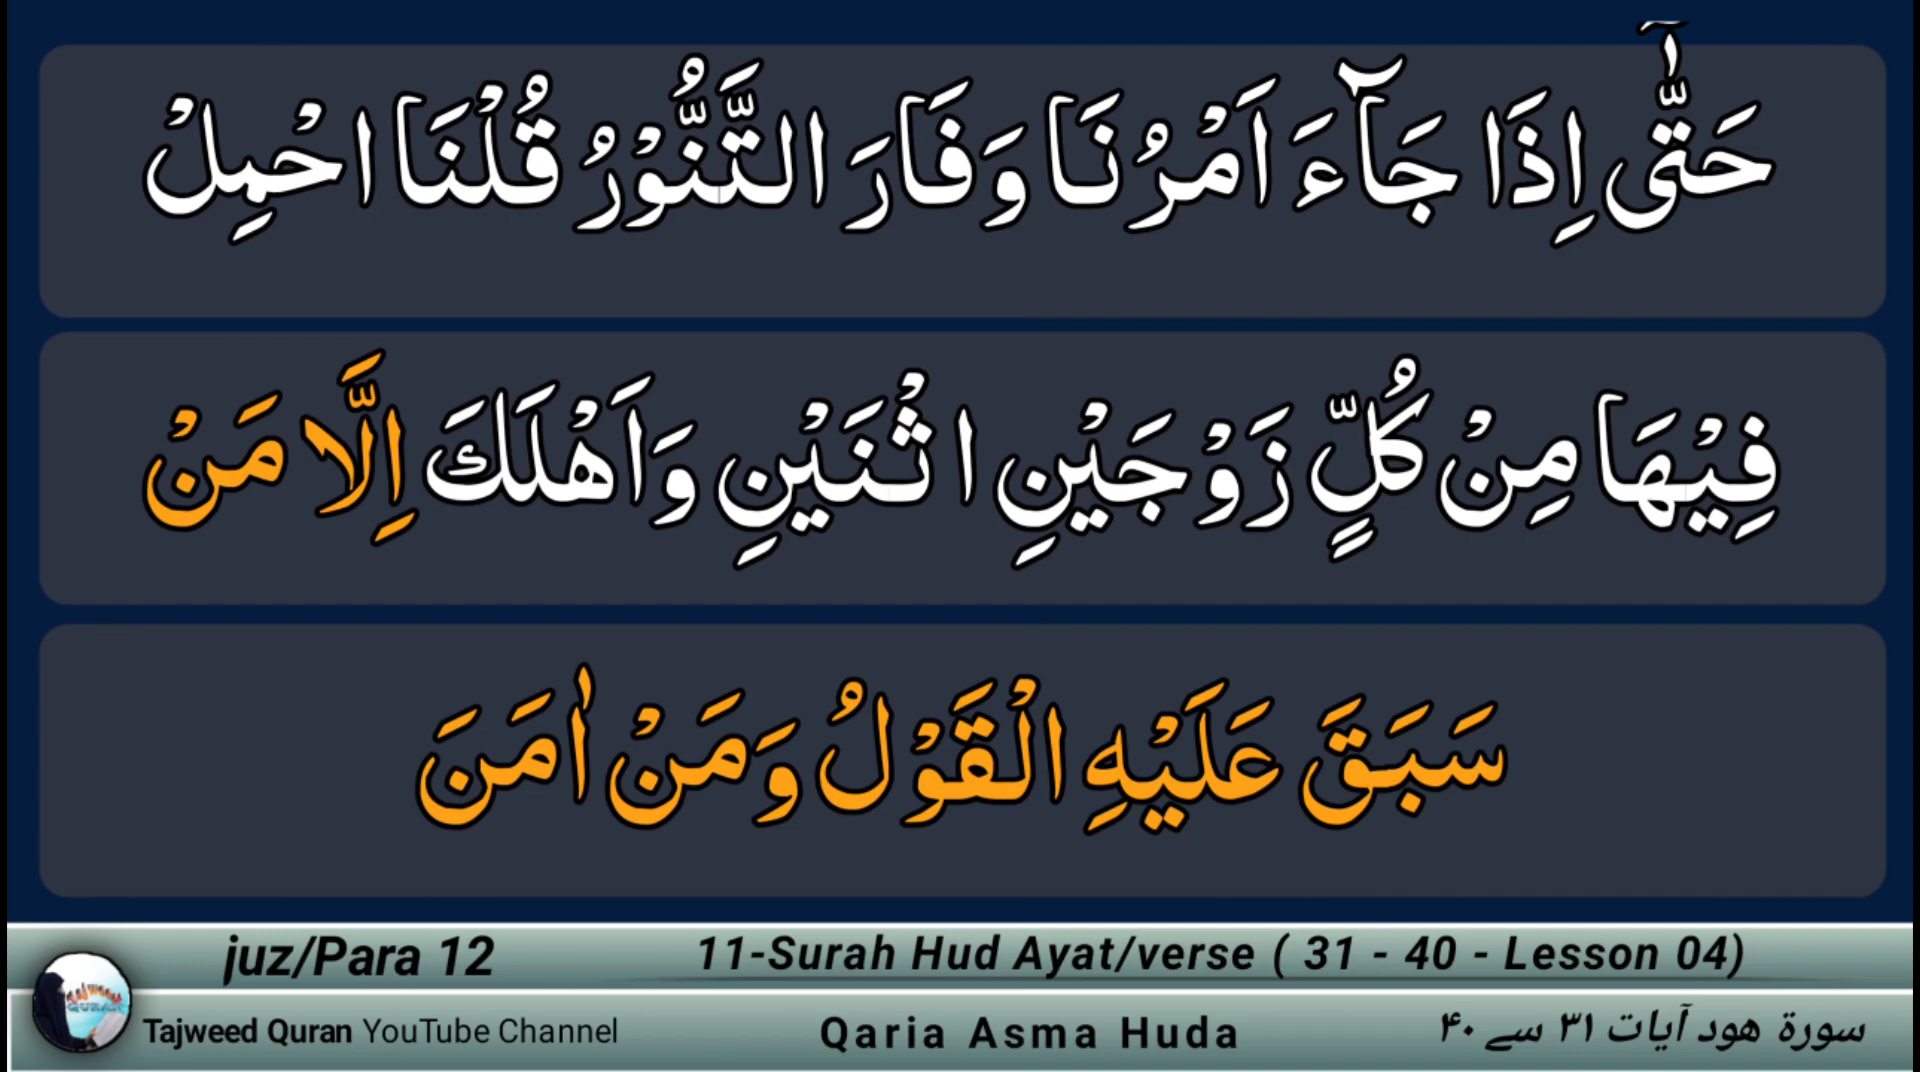 حَتّٰۤى اِذَا جَآءَ اَمْرُنَا وَفَارَ التَّنُّوْرُ قُلْنَا احْمِلْ
فِيْهَا مِنْ كُلٍّ زَوْجَيْنِ اثْنَيْنِ وَاَهْلَكَ اِلَّا مَنْ
سَبَقَ عَلَيْهِ الْقَوْلُ وَمَنْ اٰمَنَ
juz/Para 12 11-Surah Hud Ayat/verse ( 31 - 40 - Lesson 04)
Tajweed Quran YouTube Channel Qaria Asma Huda سورة هود آیات ۳۱ سے ۴۰